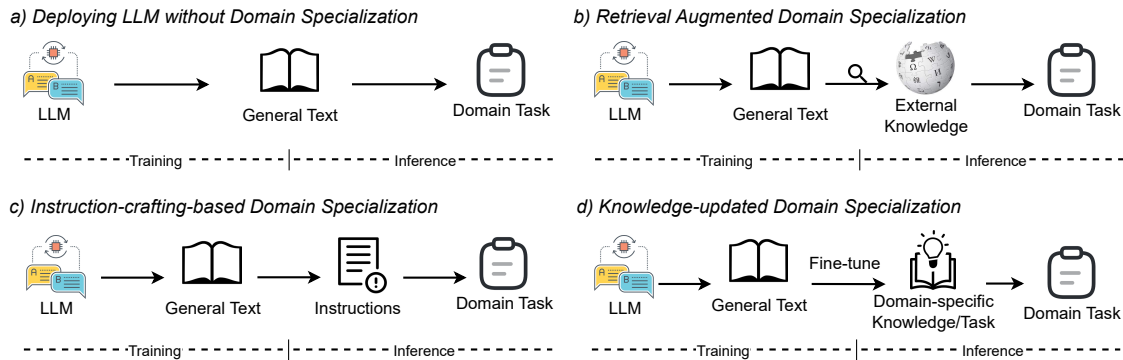 a) Deploying LLM without Domain Specialization
LLM
General Text
Domain Task
Training
Inference
b) Retrieval Augmented Domain Specialization
LLM
General Text
External
Knowledge
Domain Task
Training
Inference
c) Instruction-crafting-based Domain Specialization
LLM
General Text
Instructions
Domain Task
Training
Inference
d) Knowledge-updated Domain Specialization
LLM
General Text
Fine-tune
Domain-specific
Knowledge/Task
Domain Task
Training
Inference